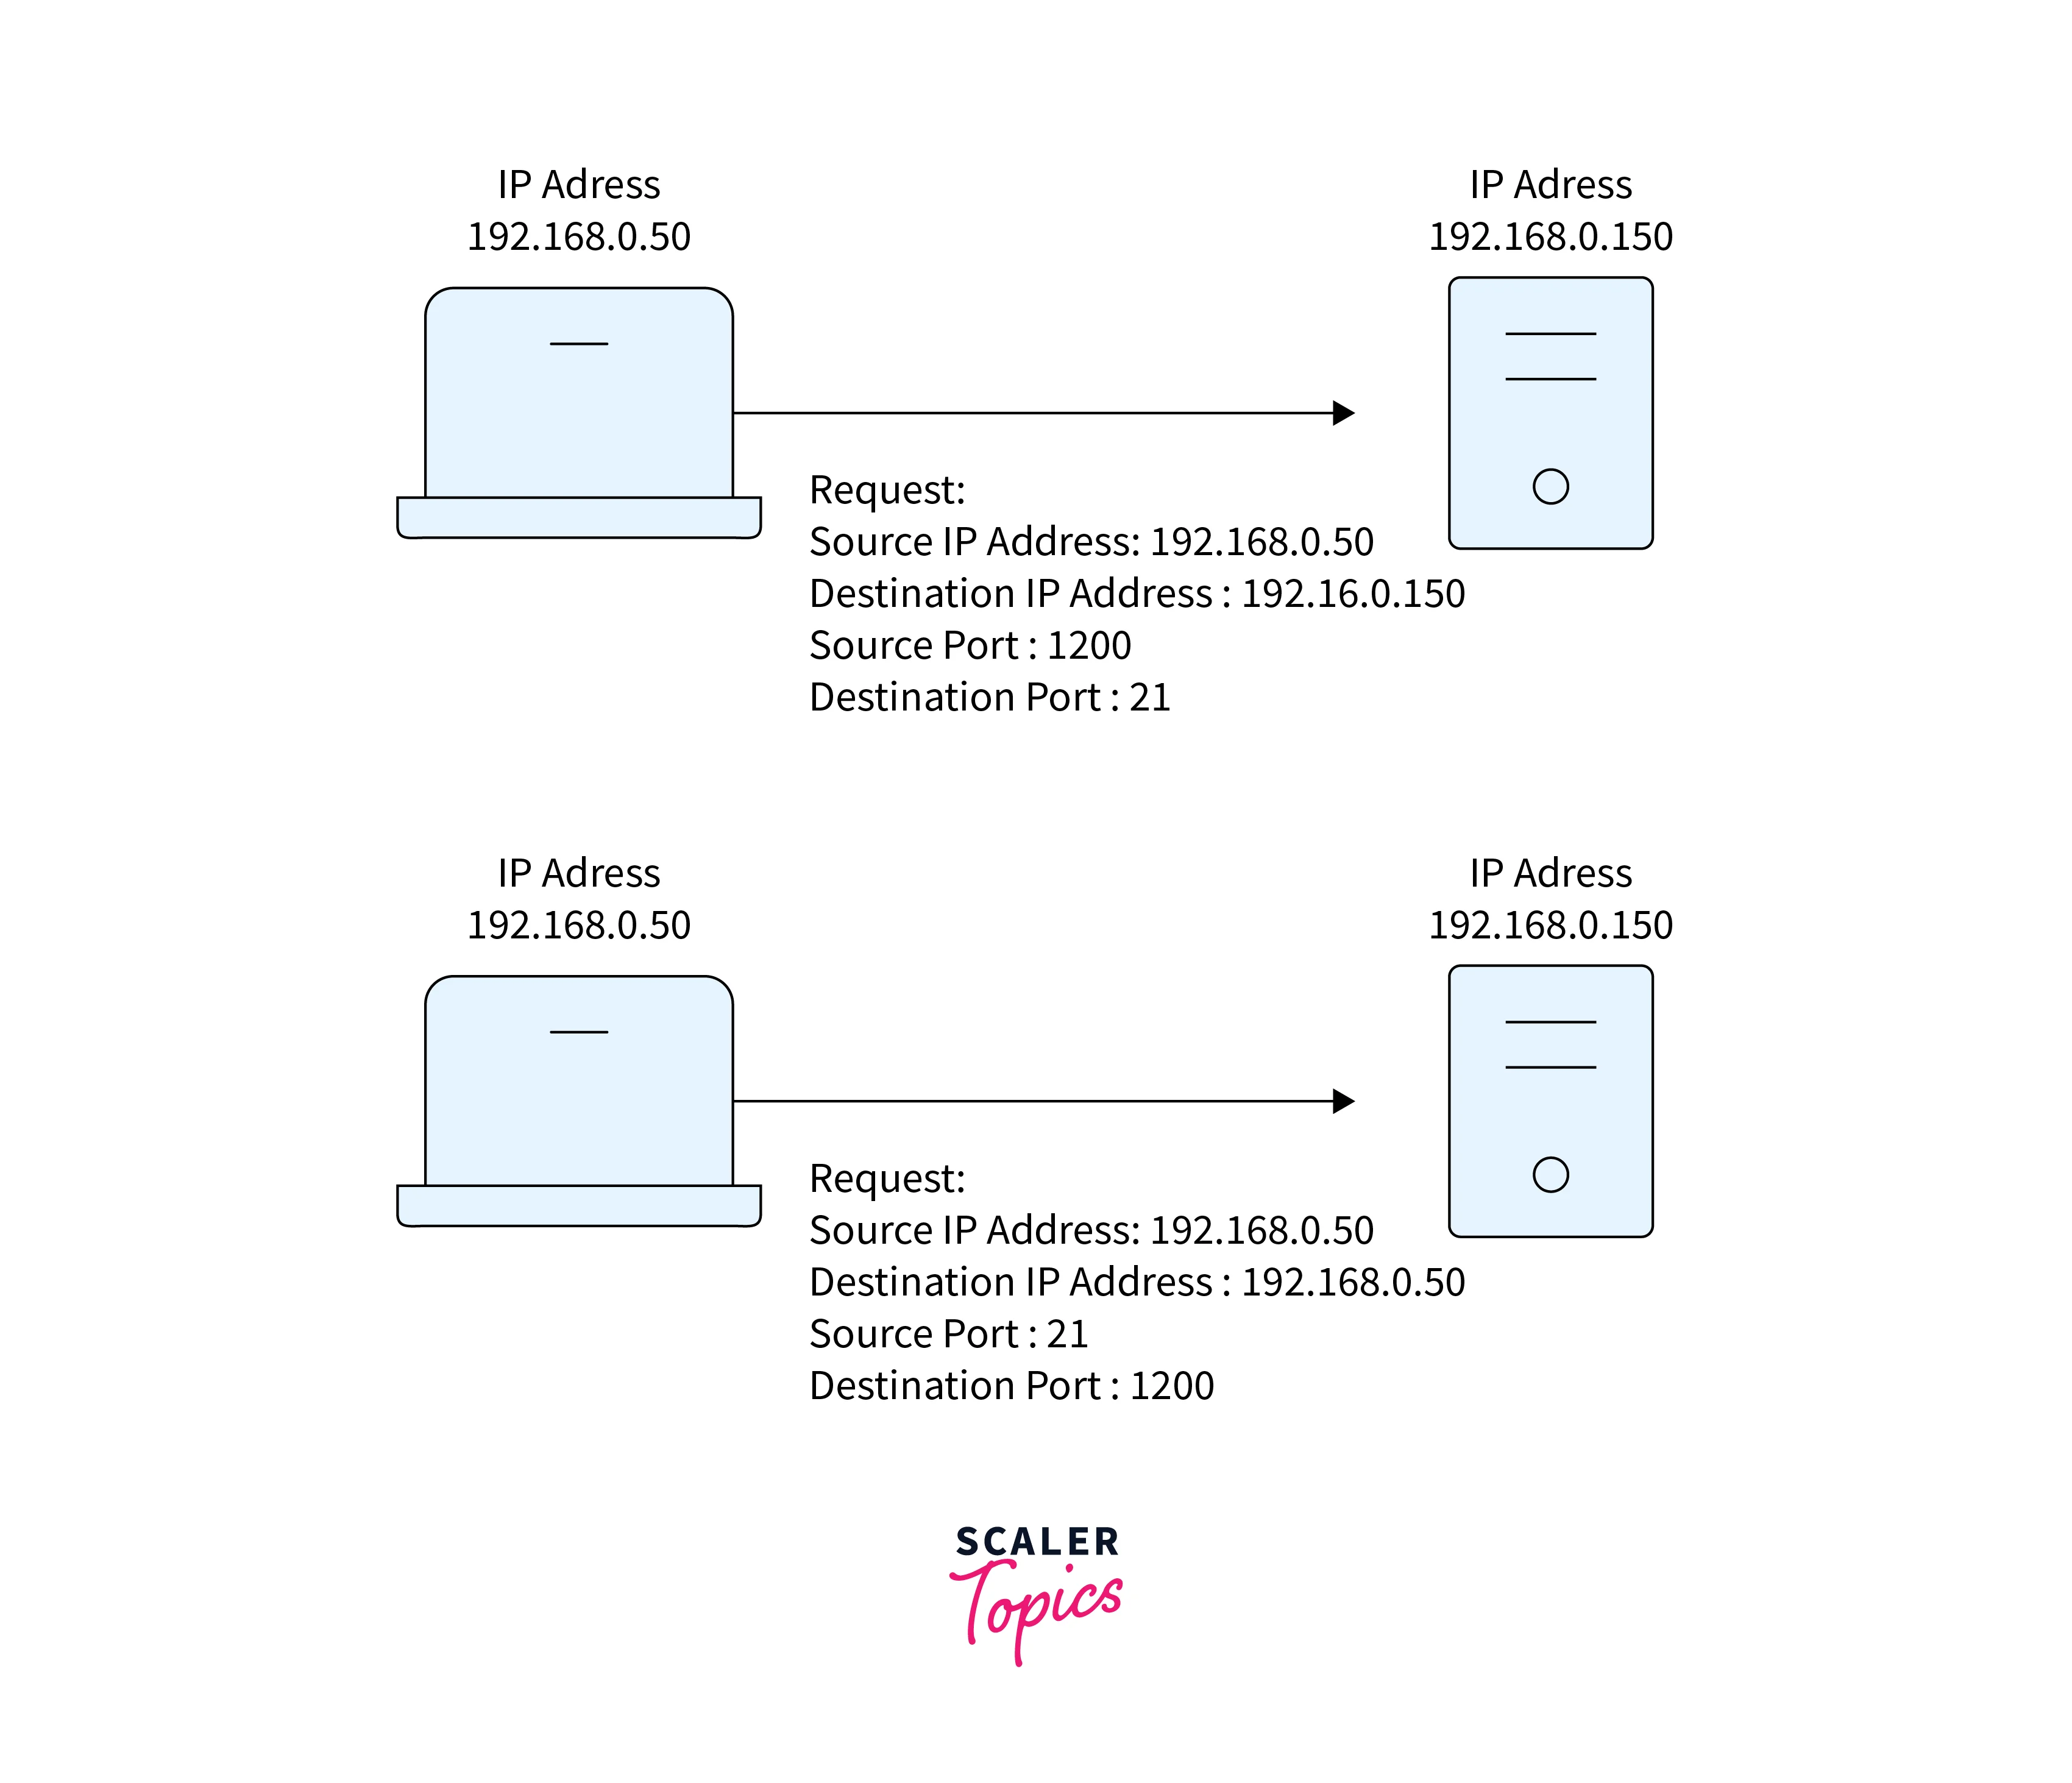 IP Adress
192.168.0.50
IP Adress
192.168.0.150
Request:
Source IP Address: 192.168.0.50
Destination IP Address : 192.16.0.150
Source Port : 1200
Destination Port : 21
IP Adress
192.168.0.50
IP Adress
192.168.0.150
Request:
Source IP Address: 192.168.0.50
Destination IP Address : 192.168.0.50
Source Port : 21
Destination Port : 1200
SCALER
Topics